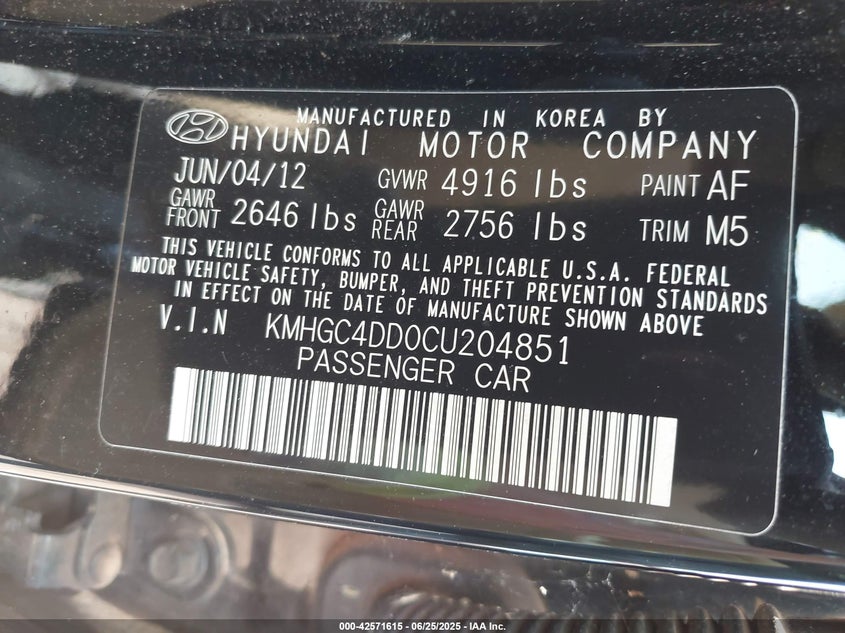 MANUFACTURED IN KOREA BY
HYUNDAI MOTOR COMPANY
JUN/04/12 GVWR 4916 lbs PAINT AF
GAWR FRONT 2646 lbs GAWR REAR 2756 lbs TRIM M5
THIS VEHICLE CONFORMS TO ALL APPLICABLE U.S.A. FEDERAL
MOTOR VEHICLE SAFETY, BUMPER, AND THEFT PREVENTION STANDARDS
IN EFFECT ON THE DATE OF MANUFACTURE SHOWN ABOVE
V.I.N KMHGC4DD0CU204851
PASSENGER CAR
000-42571615 - 06/25/2025 - IAA Inc.